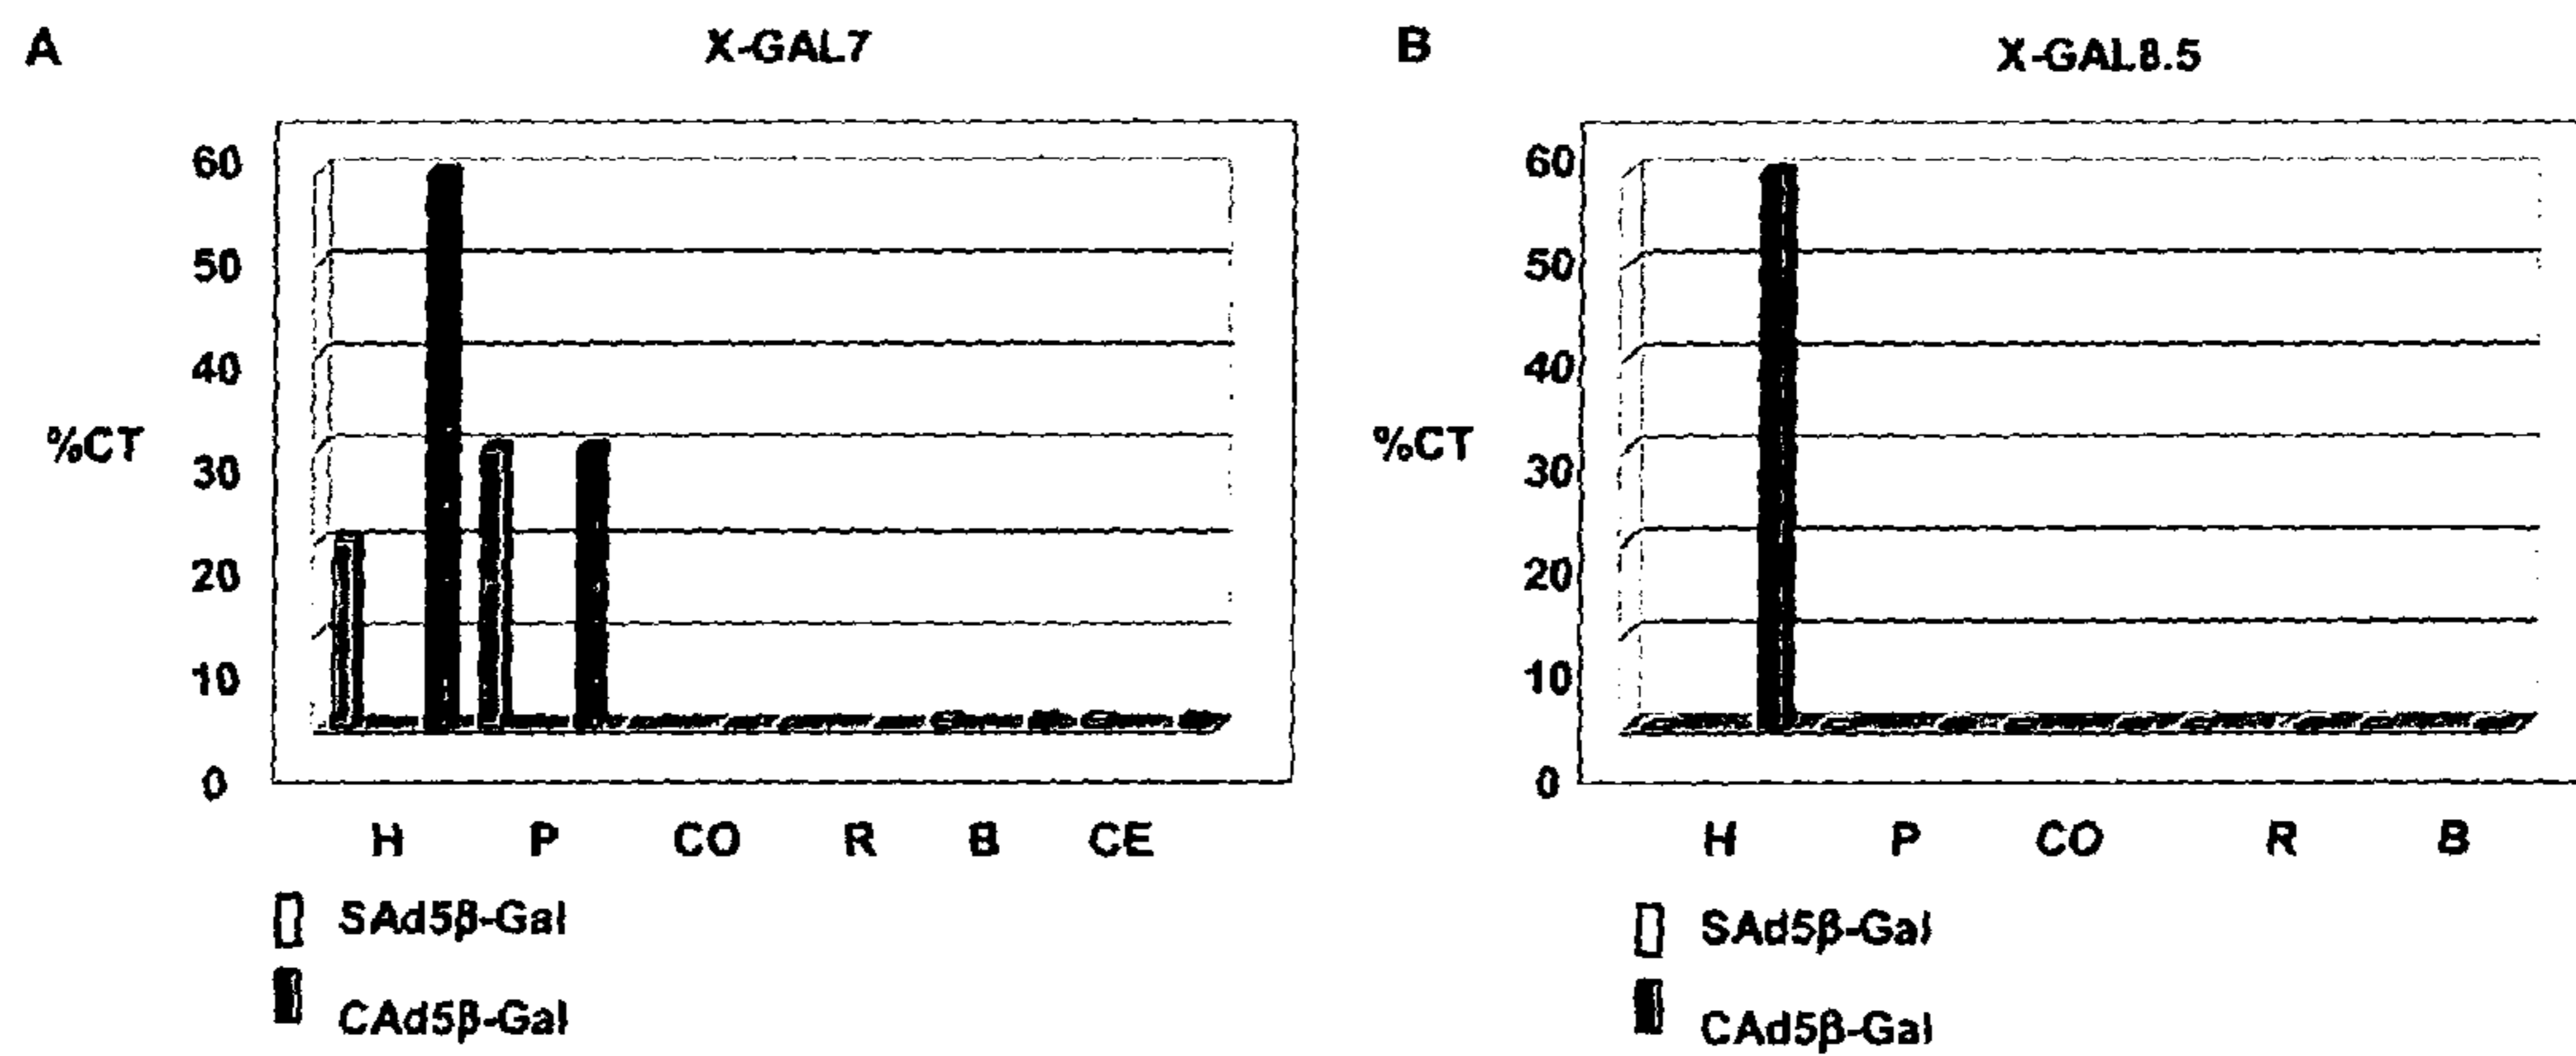 A
X-GAL7
60
50
40
%CT
30
20
10
0
H P CO R B CE
SAd5β-Gal
CAd5β-Gal
B
X-GAL8.5
60
50
40
%CT
30
20
10
0
H P CO R B
SAd5β-Gal
CAd5β-Gal